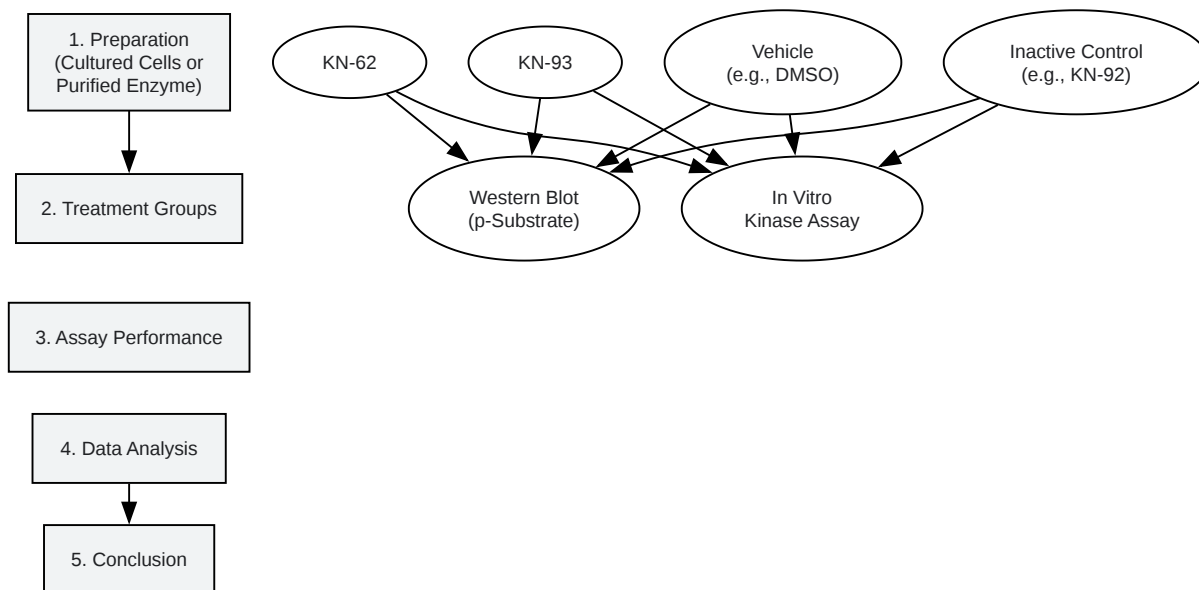 1. Preparation
(Cultured Cells or
Purified Enzyme)
KN-62
KN-93
Vehicle
(e.g., DMSO)
Inactive Control
(e.g., KN-92)
2. Treatment Groups
Western Blot
(p-Substrate)
In Vitro
Kinase Assay
3. Assay Performance
4. Data Analysis
5. Conclusion